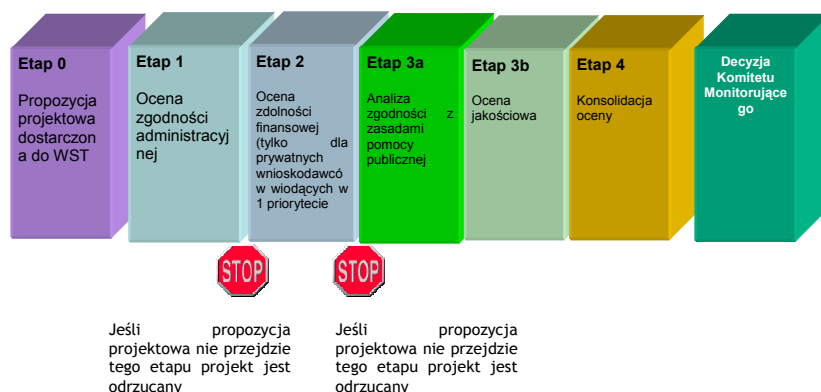 Etap 0
Propozycja
projektowa
dostarczon
a do WST
Etap 1
Ocena
zgodności
administracyj
nej
Etap 2
Ocena
zdolności
finansowej
(tylko dla
prywatnych
wnioskodawcó
w wiodących w
1 priorytecie
Etap 3a
Analiza
zgodności z
zasadami
pomocy
publicznej
Etap 3b
Ocena
jakościowa
Etap 4
Konsolidacja
oceny
Decyzja
Komitetu
Monitorujące
go
STOP
STOP
Jeśli propozycja
projektowa nie przejdzie
tego etapu projekt jest
odrzucany
Jeśli propozycja
projektowa nie przejdzie
tego etapu projekt jest
odrzucany